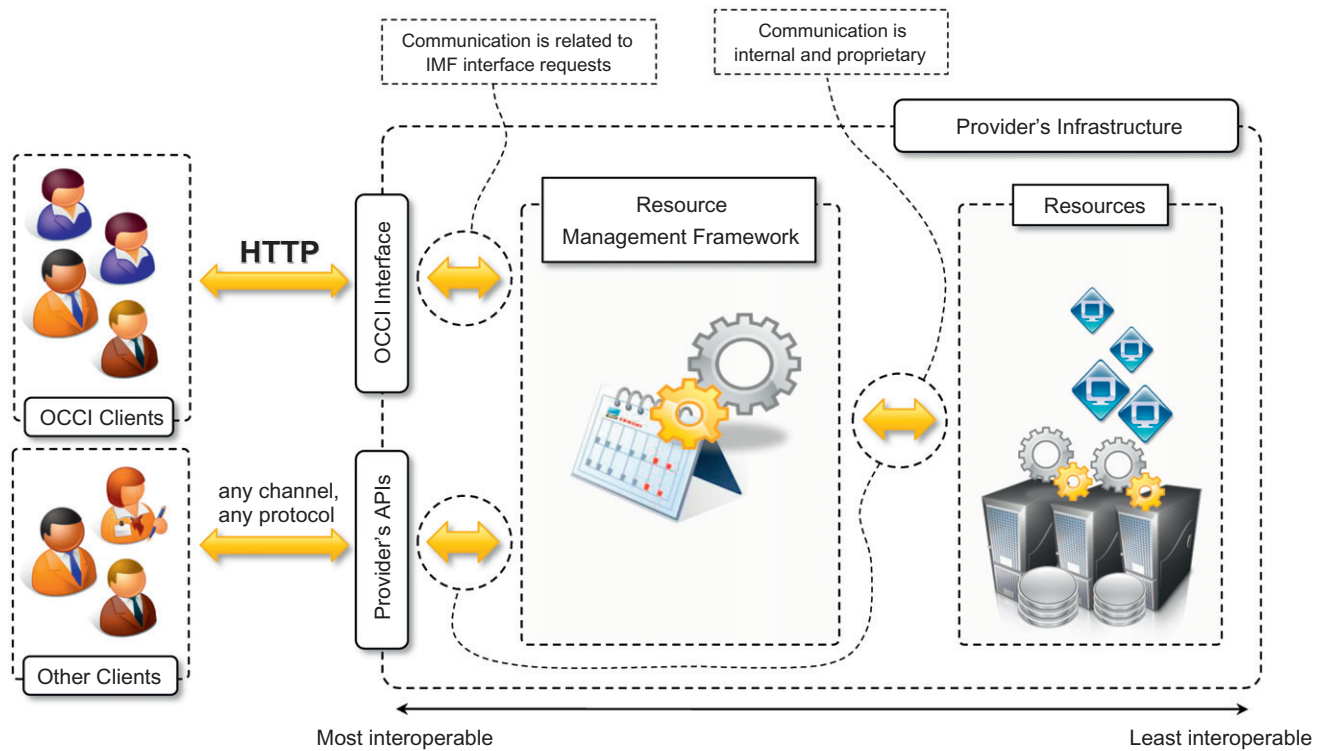 Communication is related to
IMF interface requests
Communication is
internal and proprietary
Provider's Infrastructure
Resource
Management Framework
Resources
HTTP
OCCI Interface
OCCI Clients
any channel,
any protocol
Provider's APIs
Other Clients
Most interoperable
Least interoperable